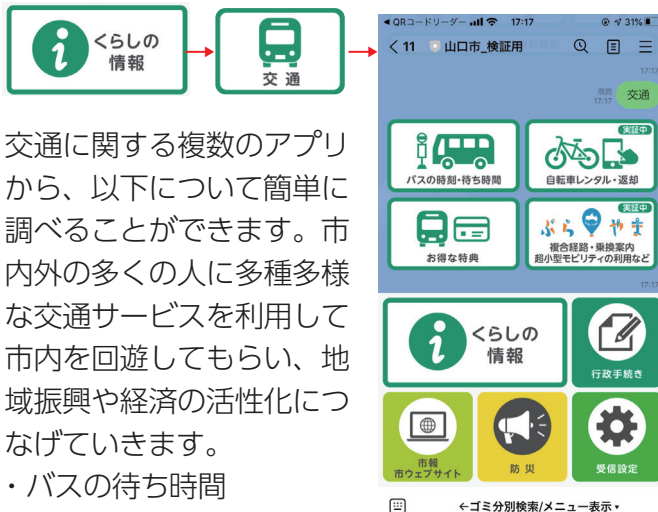 くらしの
情報
交通
交通に関する複数のアプリ
から、以下について簡単に
調べることができます。市
内外の多くの人に多種多様
な交通サービスを利用して
市内を回遊してもらい、地
域振興や経済の活性化につ
なげていきます。
・バスの待ち時間
◀ QRコードリーダー 17:17 31%
< 11 山口市_検証用
17:17
既読
17:17 交通
バスの時刻・待ち時間
実証中
自転車レンタル・返却
お得な特典
実証中
ぶらやま
複合経路・乗換案内
超小型モビリティの利用など
17:17
くらしの
情報
行政手続き
市報
市ウェブサイト
防災
受信設定
←ゴミ分別検索/メニュー表示▾